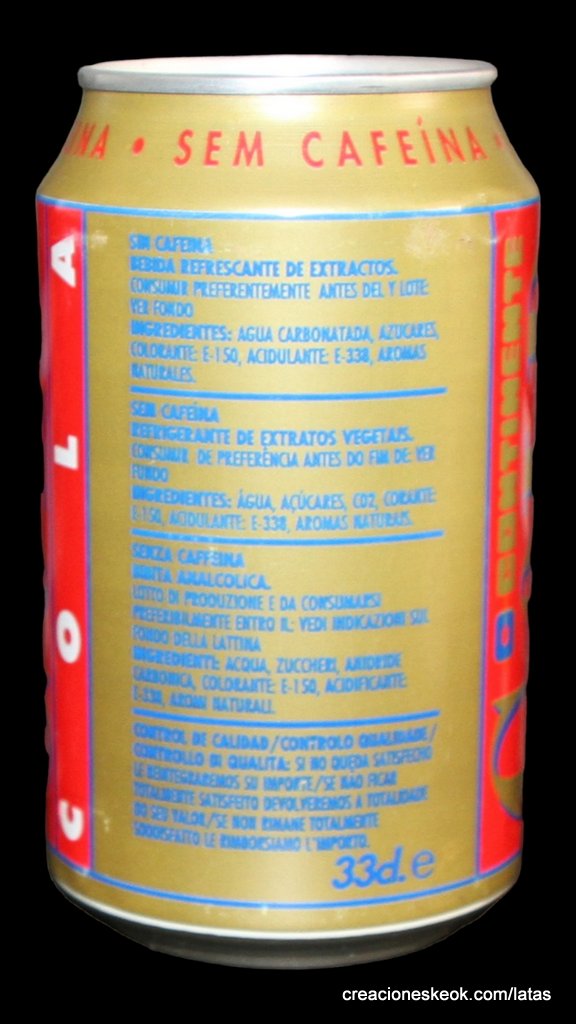 SEM CAFEÍNA
COLA
CONTINENTE
SIN CAFEINA
BEBIDA REFRESCANTE DE EXTRACTOS.
CONSUMIR PREFERENTEMENTE ANTES DEL Y LOTE:
VER FONDO
INGREDIENTES: AGUA CARBONATADA, AZUCARES,
COLORANTE: E-150, ACIDULANTE: E-338, AROMAS
NATURALES.
SEM CAFEÍNA
REFRIGERANTE DE EXTRATOS VEGETAIS.
CONSUMIR DE PREFERÊNCIA ANTES DO FIM DE: VER
FUNDO
INGREDIENTES: ÁGUA, AÇÚCARES, CO2, CORANTE:
E-150, ACIDULANTE: E-338, AROMAS NATURAIS.
SENZA CAFFEINA
BIBITA ANALCOLICA.
LOTTO DI PRODUZIONE E DA CONSUMARSI
PREFERIBILMENTE ENTRO IL: VEDI INDICAZIONI SUL
FONDO DELLA LATTINA
INGREDIENTI: ACQUA, ZUCCHERI, ANIDRIDE
CARBONICA, COLORANTE: E-150, ACIDIFICANTE:
E-338, AROMI NATURALI.
CONTROL DE CALIDAD/CONTROLO QUALIDADE/
CONTROLLO DI QUALITA: SI NO QUEDA SATISFECHO
LE REINTEGRAREMOS SU IMPORTE/SE NÃO FICAR
TOTALMENTE SATISFEITO DEVOLVEREMOS A TOTALIDADE
DO SEU VALOR/SE NON RIMANE TOTALMENTE
SODDISFATTO LE RIMBORSIAMO L'IMPORTO.
33cl. e
creacioneskeok.com/latas